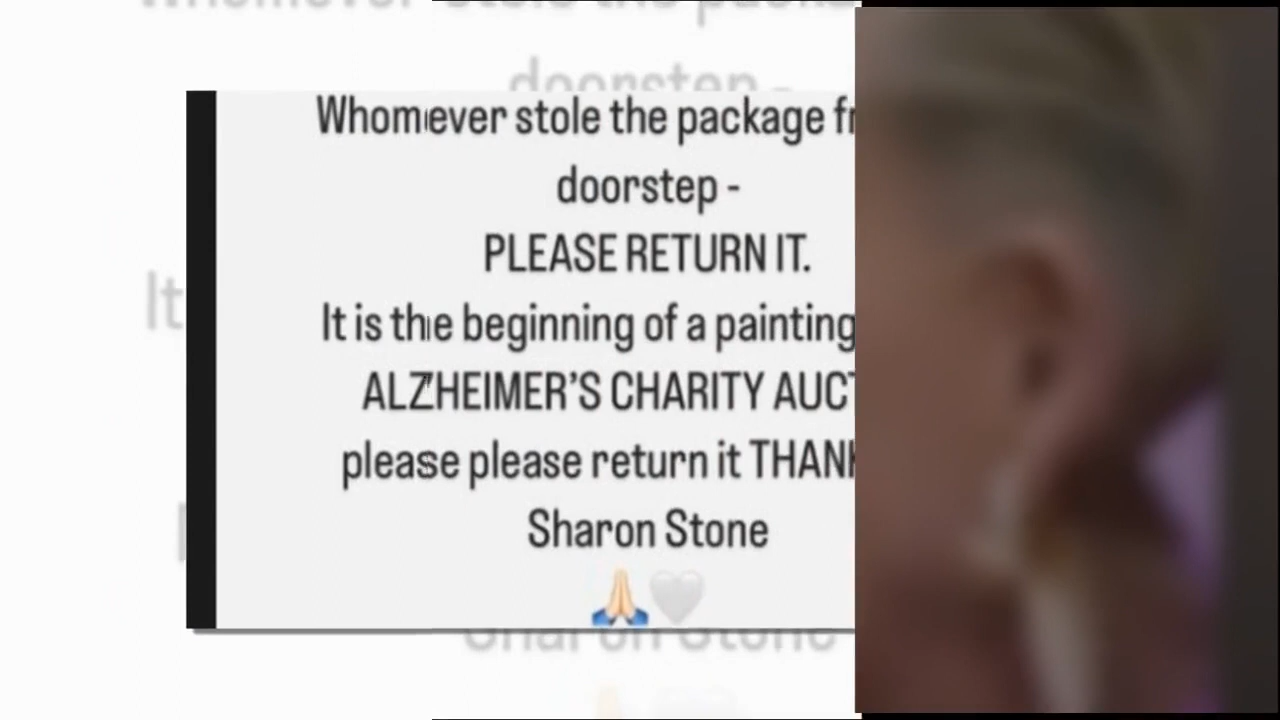 Whomever stole the package fr
doorstep -
PLEASE RETURN IT.
It is the beginning of a painting
ALZHEIMER'S CHARITY AUCT
please please return it THANK
Sharon Stone
🙏🏻🤍